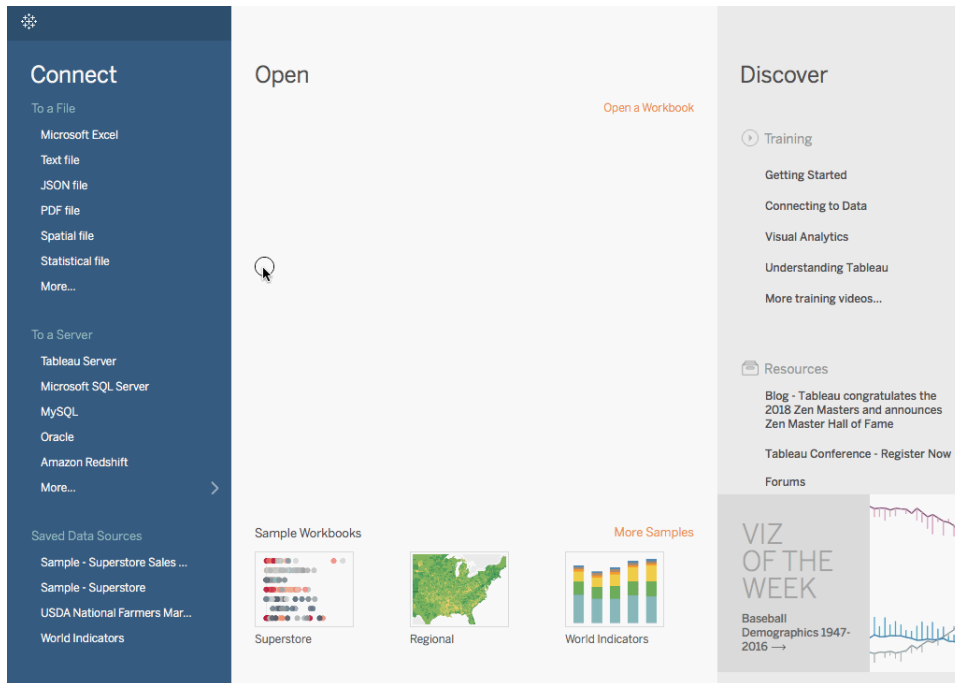 Connect
To a File
Microsoft Excel
Text file
JSON file
PDF file
Spatial file
Statistical file
More...
To a Server
Tableau Server
Microsoft SQL Server
MySQL
Oracle
Amazon Redshift
More...
Saved Data Sources
Sample - Superstore Sales ...
Sample - Superstore
USDA National Farmers Mar...
World Indicators
Open
Open a Workbook
Sample Workbooks
More Samples
Superstore
Regional
World Indicators
Discover
Training
Getting Started
Connecting to Data
Visual Analytics
Understanding Tableau
More training videos...
Resources
Blog - Tableau congratulates the
2018 Zen Masters and announces
Zen Master Hall of Fame
Tableau Conference - Register Now
Forums
VIZ
OF THE
WEEK
Baseball
Demographics 1947-
2016 →